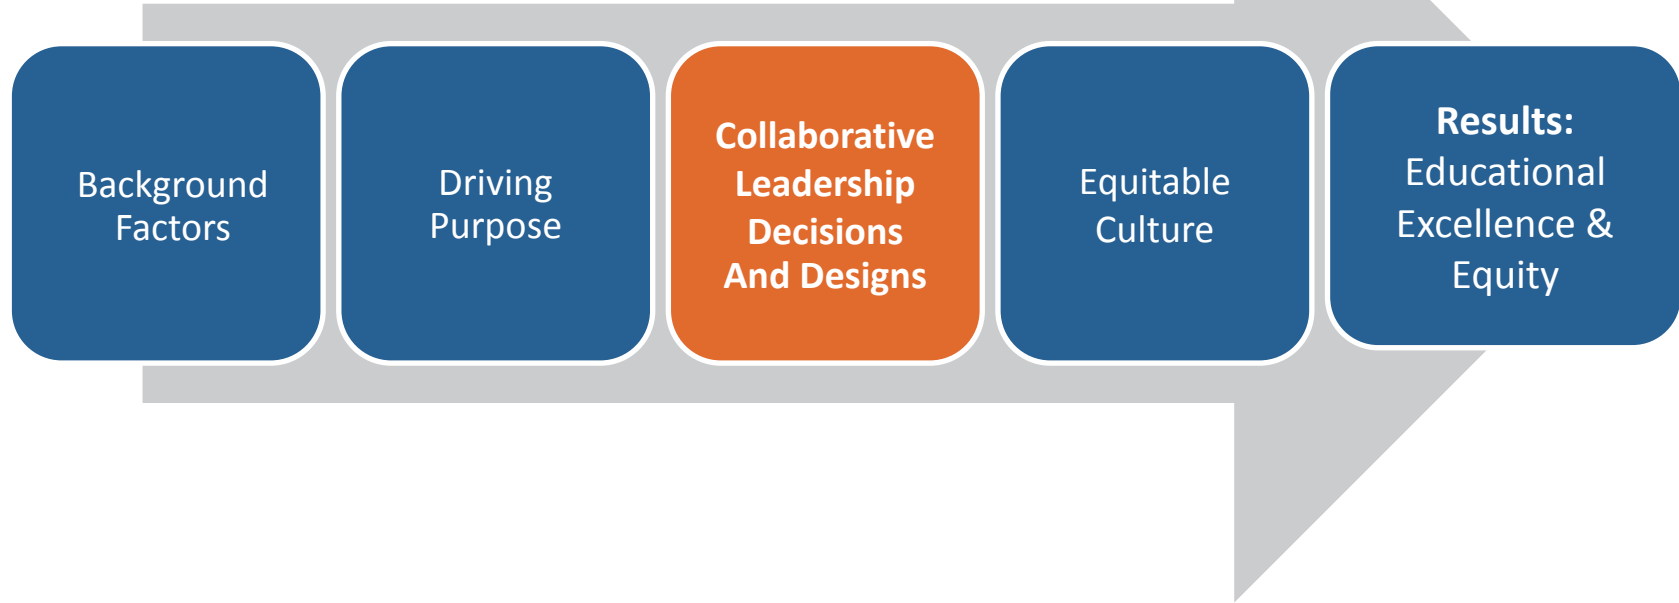 Background
Factors
Driving
Purpose
Collaborative
Leadership
Decisions
And Designs
Equitable
Culture
Results:
Educational
Excellence &
Equity